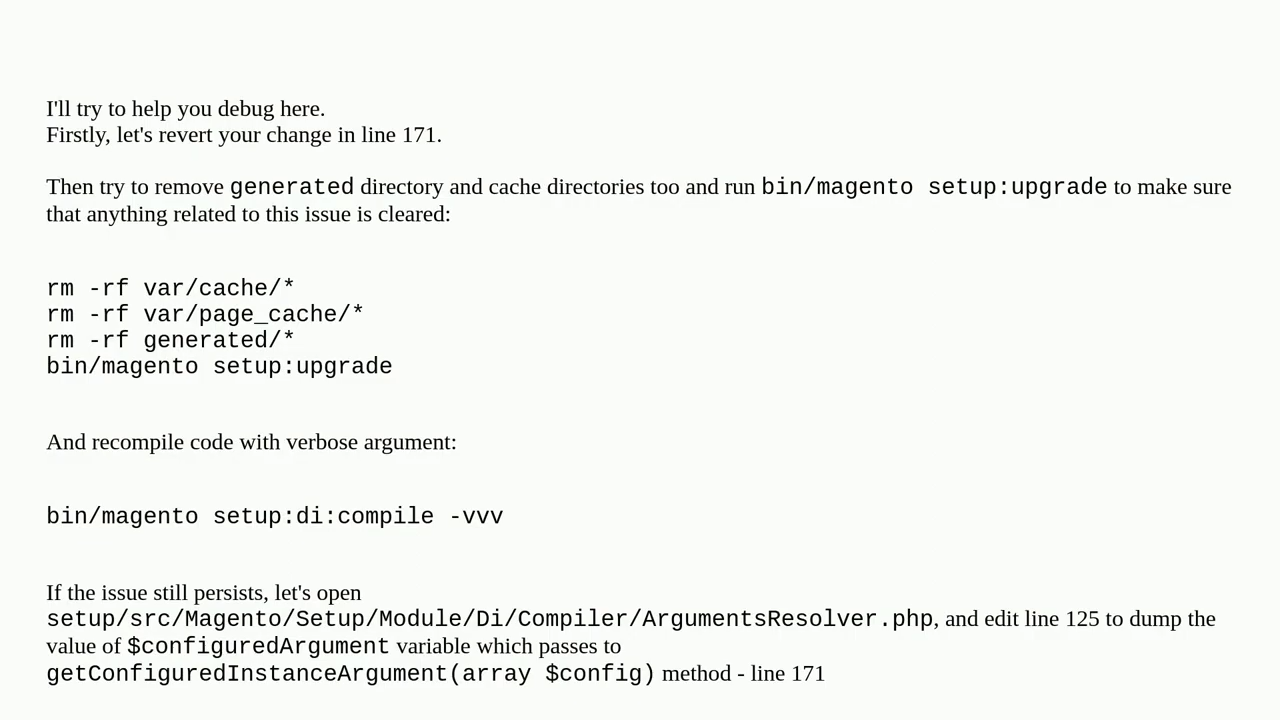 I'll try to help you debug here.
Firstly, let's revert your change in line 171.
Then try to remove generated directory and cache directories too and run bin/magento setup:upgrade to make sure
that anything related to this issue is cleared:
rm -rf var/cache/*
rm -rf var/page_cache/*
rm -rf generated/*
bin/magento setup:upgrade
And recompile code with verbose argument:
bin/magento setup:di:compile -vvv
If the issue still persists, let's open
setup/src/Magento/Setup/Module/Di/Compiler/ArgumentsResolver.php, and edit line 125 to dump the
value of $configuredArgument variable which passes to
getConfiguredInstanceArgument(array $config) method - line 171